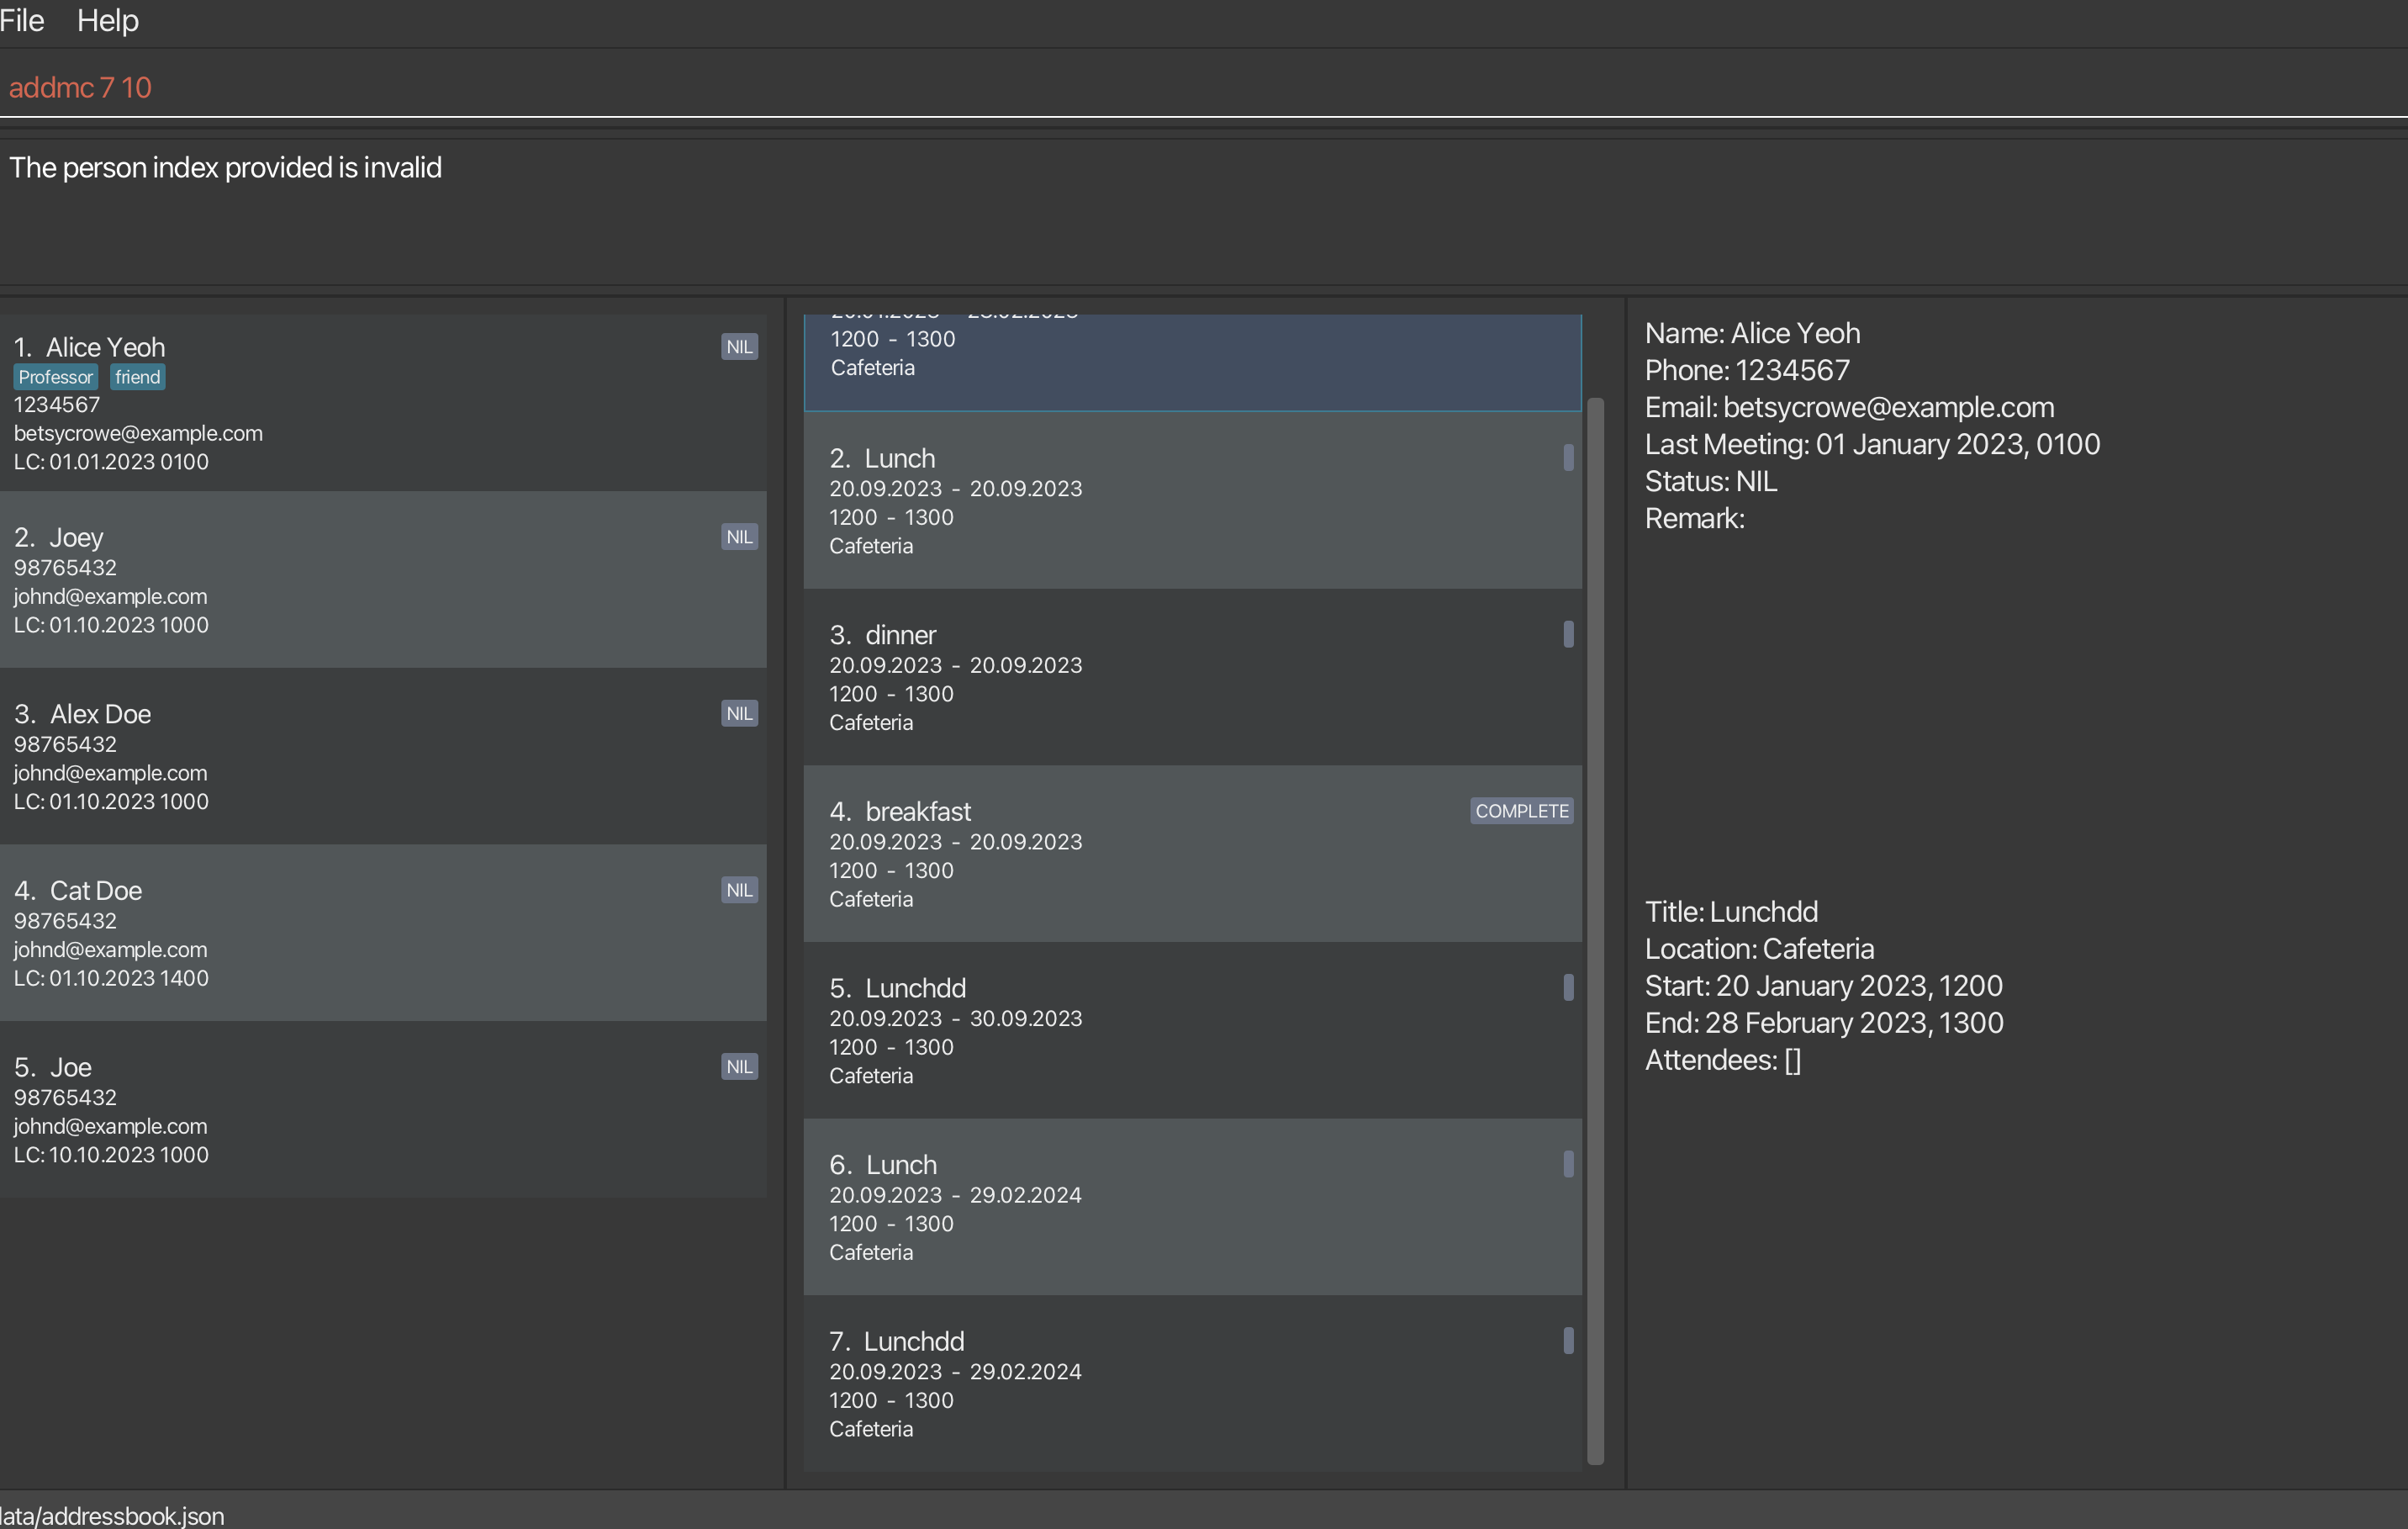 File Help
addmc 7 10
The person index provided is invalid
1. Alice Yeoh
NIL
Professor friend
1234567
betsycrowe@example.com
LC: 01.01.2023 0100
2. Joey
NIL
98765432
johnd@example.com
LC: 01.10.2023 1000
3. Alex Doe
NIL
98765432
johnd@example.com
LC: 01.10.2023 1000
4. Cat Doe
NIL
98765432
johnd@example.com
LC: 01.10.2023 1400
5. Joe
NIL
98765432
johnd@example.com
LC: 10.10.2023 1000
1200 - 1300
Cafeteria
2. Lunch
20.09.2023 - 20.09.2023
1200 - 1300
Cafeteria
3. dinner
20.09.2023 - 20.09.2023
1200 - 1300
Cafeteria
4. breakfast
COMPLETE
20.09.2023 - 20.09.2023
1200 - 1300
Cafeteria
5. Lunchdd
20.09.2023 - 30.09.2023
1200 - 1300
Cafeteria
6. Lunch
20.09.2023 - 29.02.2024
1200 - 1300
Cafeteria
7. Lunchdd
20.09.2023 - 29.02.2024
1200 - 1300
Cafeteria
Name: Alice Yeoh
Phone: 1234567
Email: betsycrowe@example.com
Last Meeting: 01 January 2023, 0100
Status: NIL
Remark:
Title: Lunchdd
Location: Cafeteria
Start: 20 January 2023, 1200
End: 28 February 2023, 1300
Attendees: []
data/addressbook.json